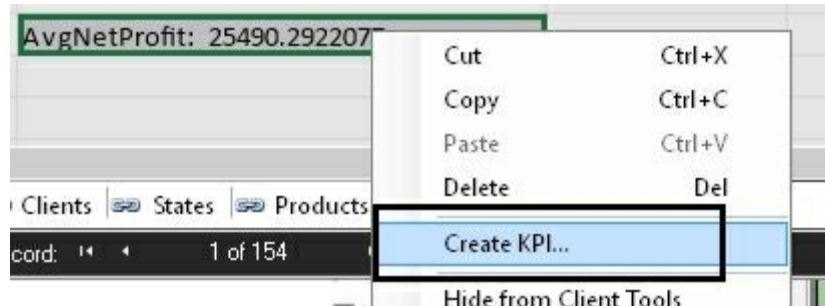 AvgNetProfit: 25490.292207
Cut Ctrl+X
Copy Ctrl+C
Paste Ctrl+V
Delete Del
Clients States Products
Create KPI...
cord: 1 of 154
Hide from Client Tools